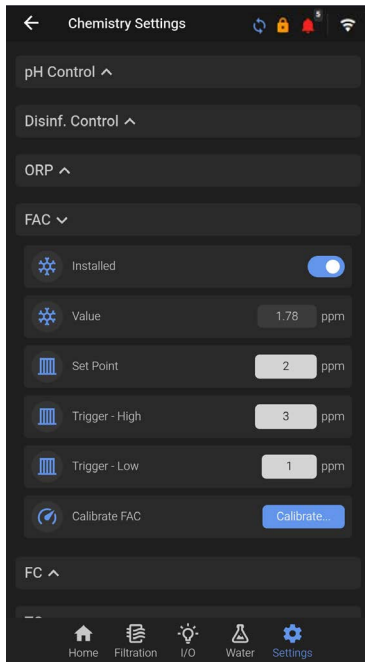 Chemistry Settings
5
pH Control
Disinf. Control
ORP
FAC
Installed
Value 1.78 ppm
Set Point 2 ppm
Trigger - High 3 ppm
Trigger - Low 1 ppm
Calibrate FAC Calibrate...
FC
Home Filtration I/O Water Settings